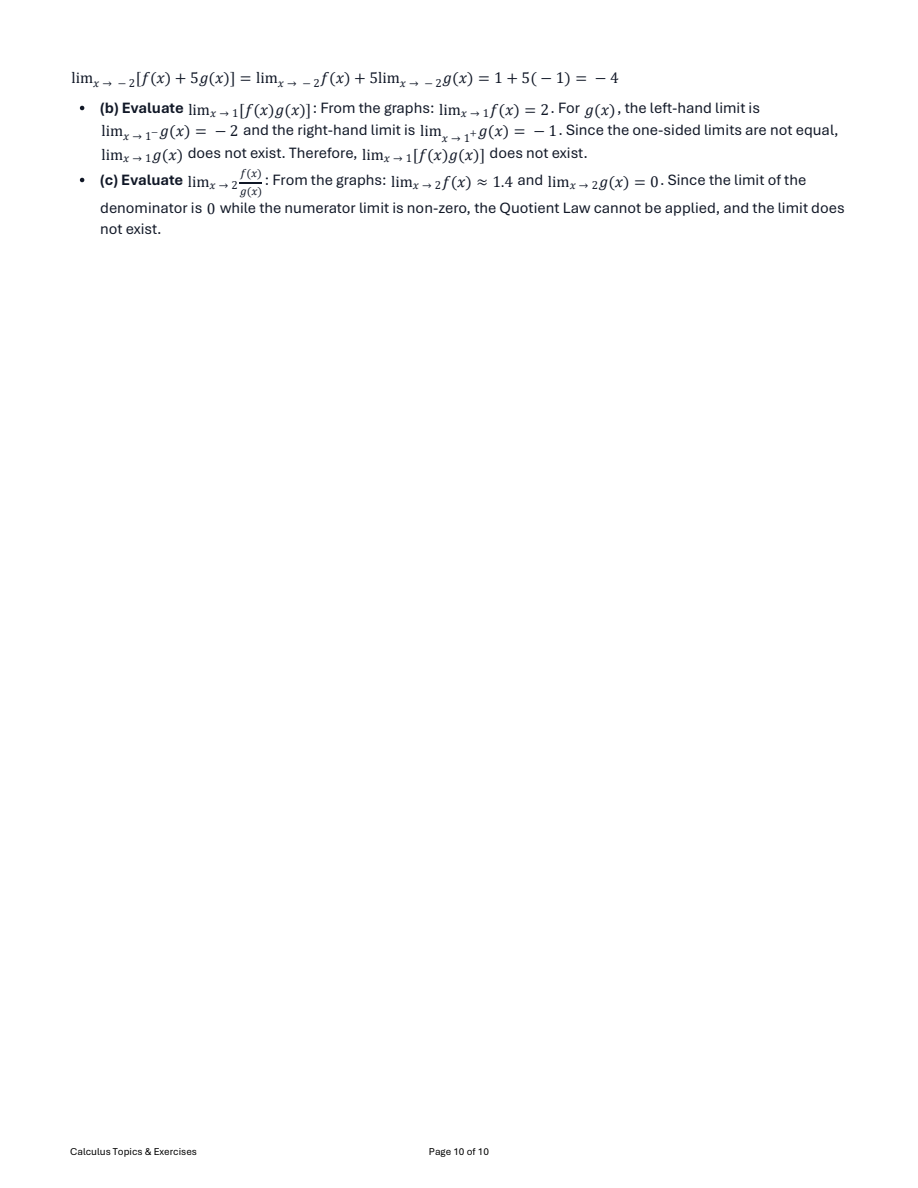 lim_{x → −2}[f(x) + 5g(x)] = lim_{x → −2}f(x) + 5lim_{x → −2}g(x) = 1 + 5(−1) = −4
• (b) Evaluate lim_{x → 1}[f(x)g(x)]: From the graphs: lim_{x → 1}f(x) = 2. For g(x), the left-hand limit is
lim_{x → 1⁻}g(x) = −2 and the right-hand limit is lim_{x → 1⁺}g(x) = −1. Since the one-sided limits are not equal,
lim_{x → 1}g(x) does not exist. Therefore, lim_{x → 1}[f(x)g(x)] does not exist.
• (c) Evaluate lim_{x → 2}\frac{f(x)}{g(x)}: From the graphs: lim_{x → 2}f(x) ≈ 1.4 and lim_{x → 2}g(x) = 0. Since the limit of the
denominator is 0 while the numerator limit is non-zero, the Quotient Law cannot be applied, and the limit does
not exist.
Calculus Topics & Exercises Page 10 of 10